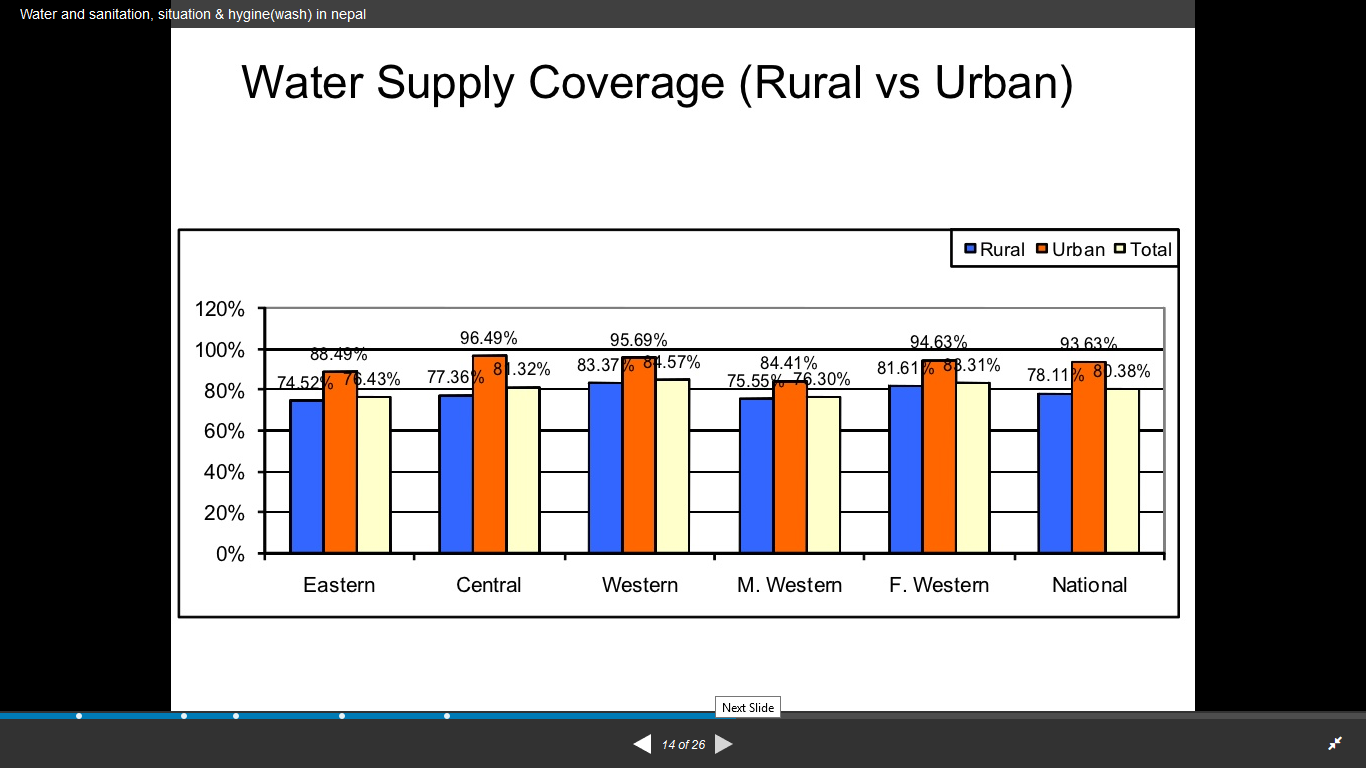 Water and sanitation, situation & hygine(wash) in nepal
Water Supply Coverage (Rural vs Urban)
Rural Urban Total
120%
100%
80%
60%
40%
20%
0%
74.52% 88.49% 76.43%
77.36% 96.49% 81.32%
83.37% 95.69% 84.57%
75.55% 84.41% 76.30%
81.61% 94.63% 83.31%
78.11% 93.63% 80.38%
Eastern Central Western M. Western F. Western National
Next Slide
14 of 26